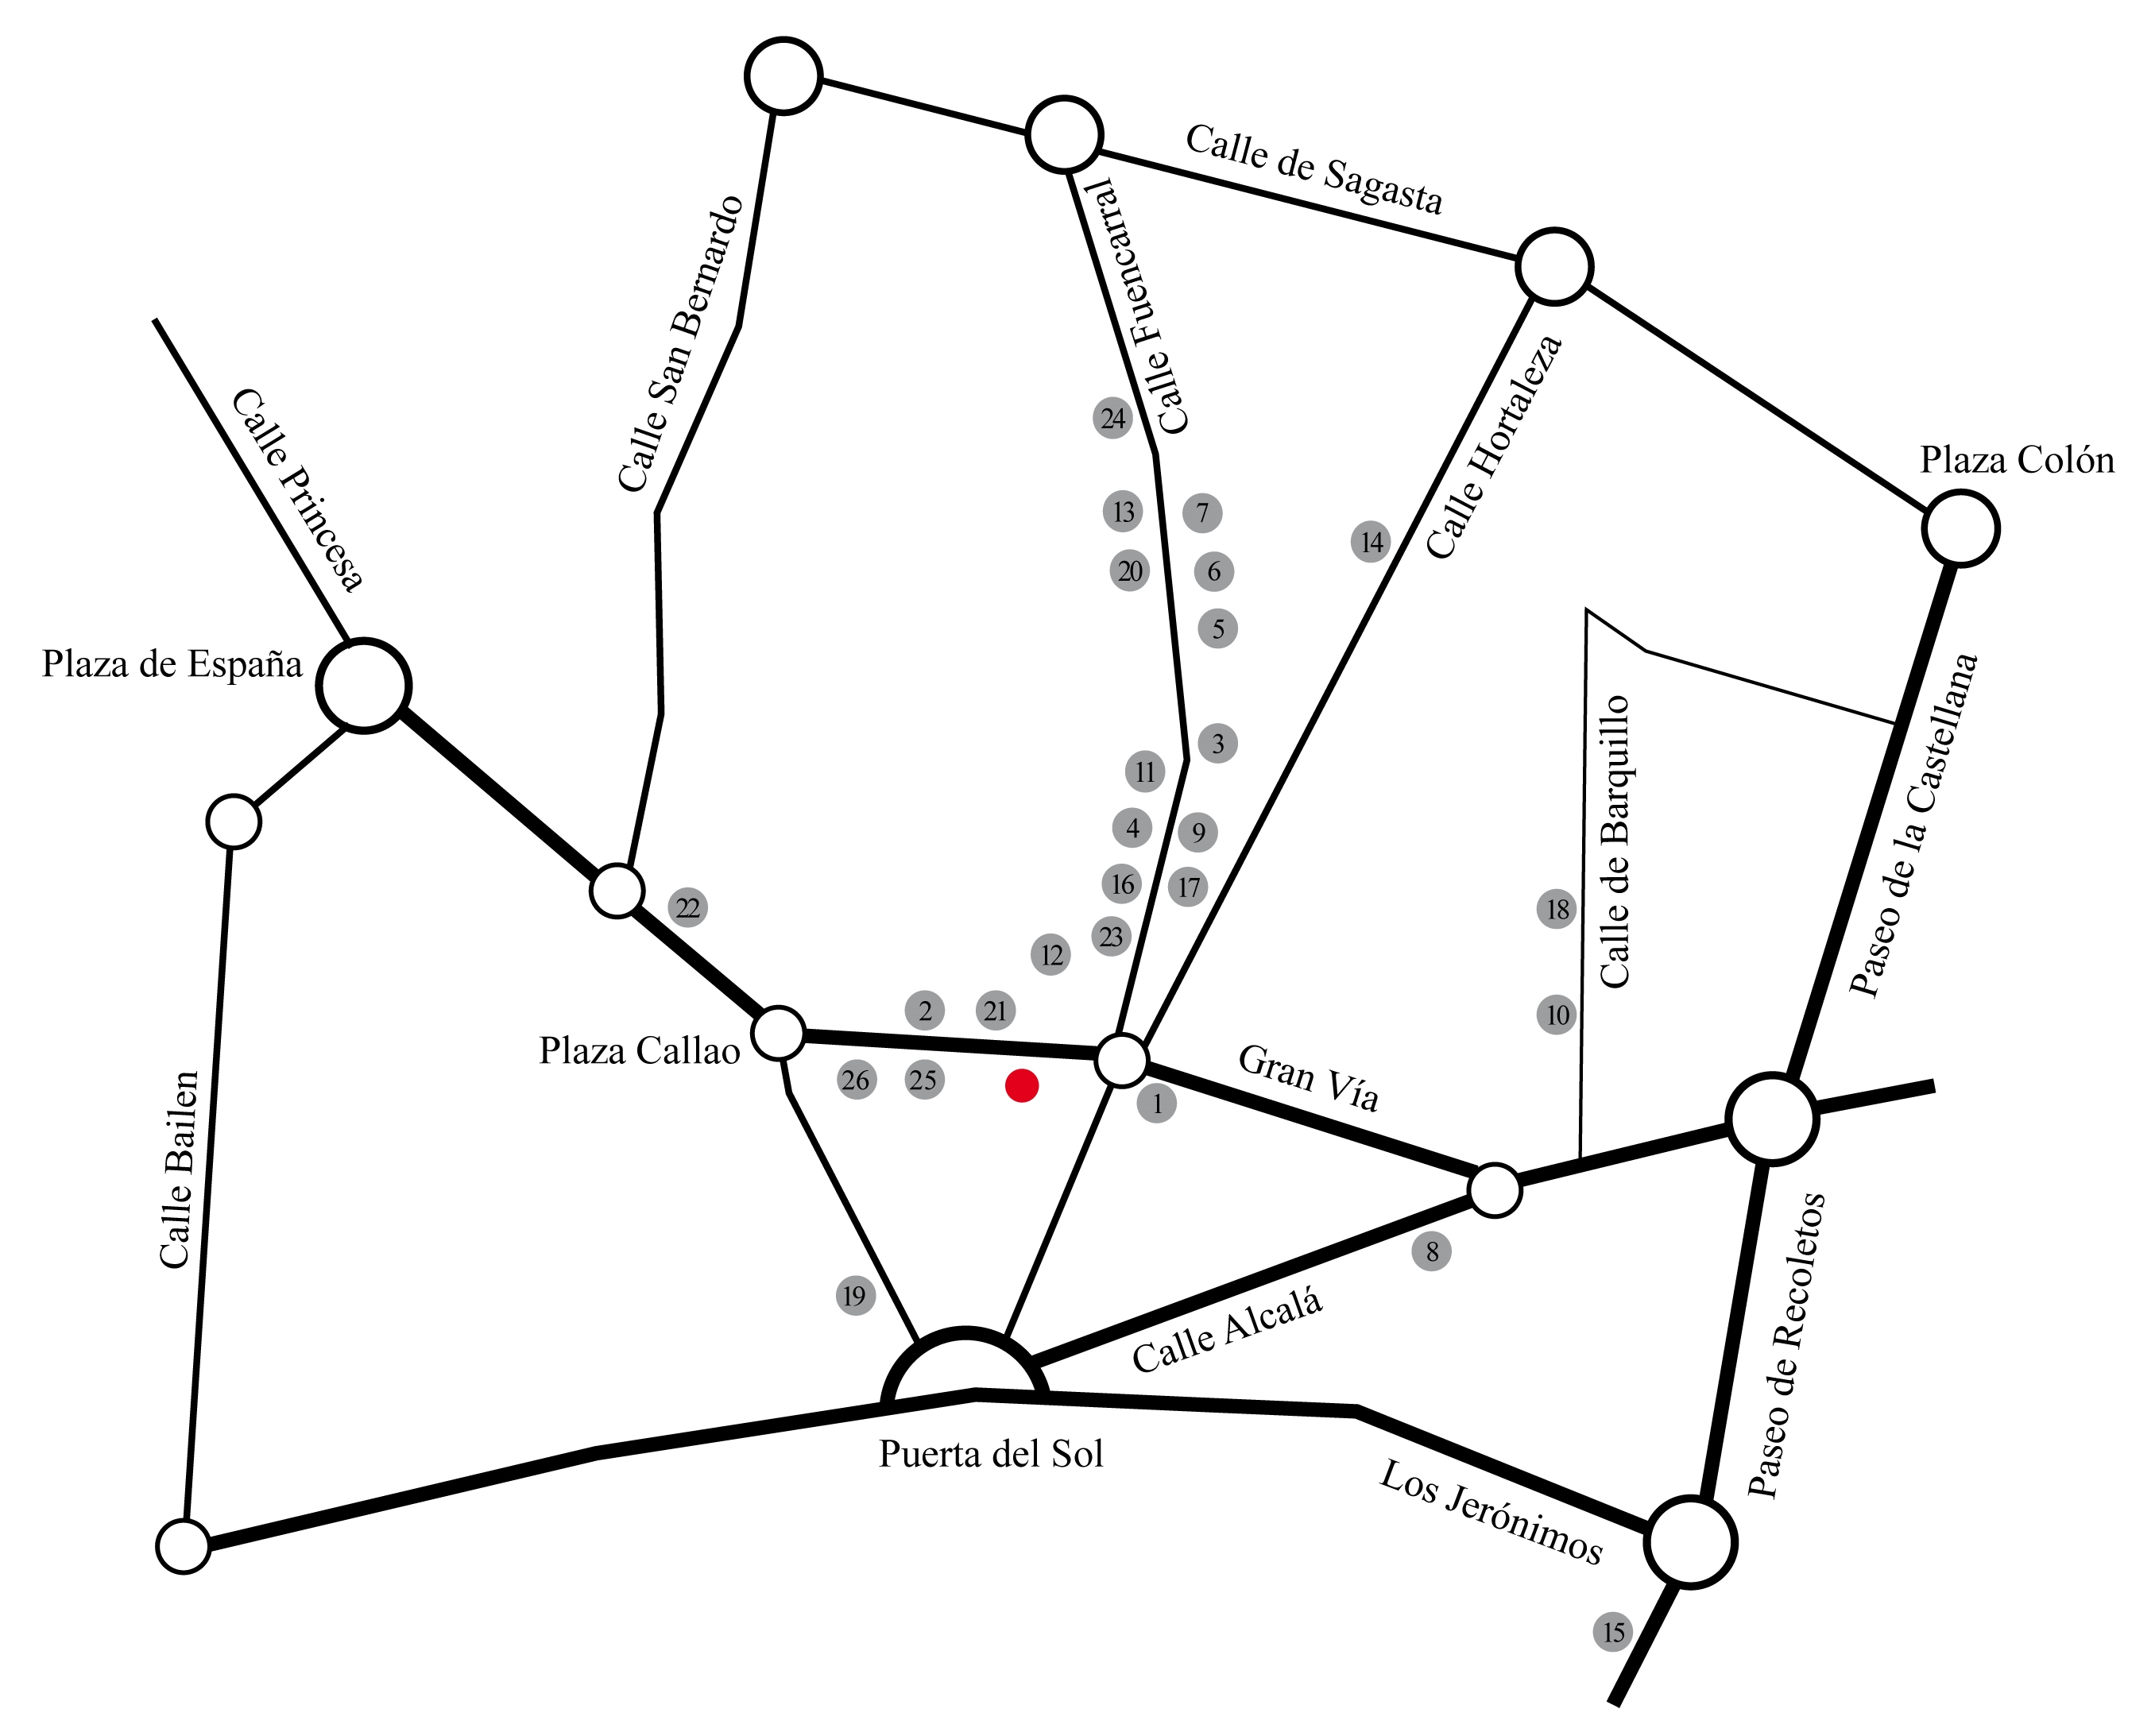 Calle de Sagasta
Calle Fuencarral
Calle San Bernardo
Calle Hortaleza
Calle Princesa
24
Plaza Colón
13
7
14
20
6
5
Plaza de España
3
11
4
9
Calle de Barquillo
Paseo de la Castellana
16
17
22
18
23
12
2
21
10
Plaza Callao
26
25
1
Gran Vía
Calle Bailen
8
19
Calle Alcalá
Paseo de Recoletos
Puerta del Sol
Los Jerónimos
15